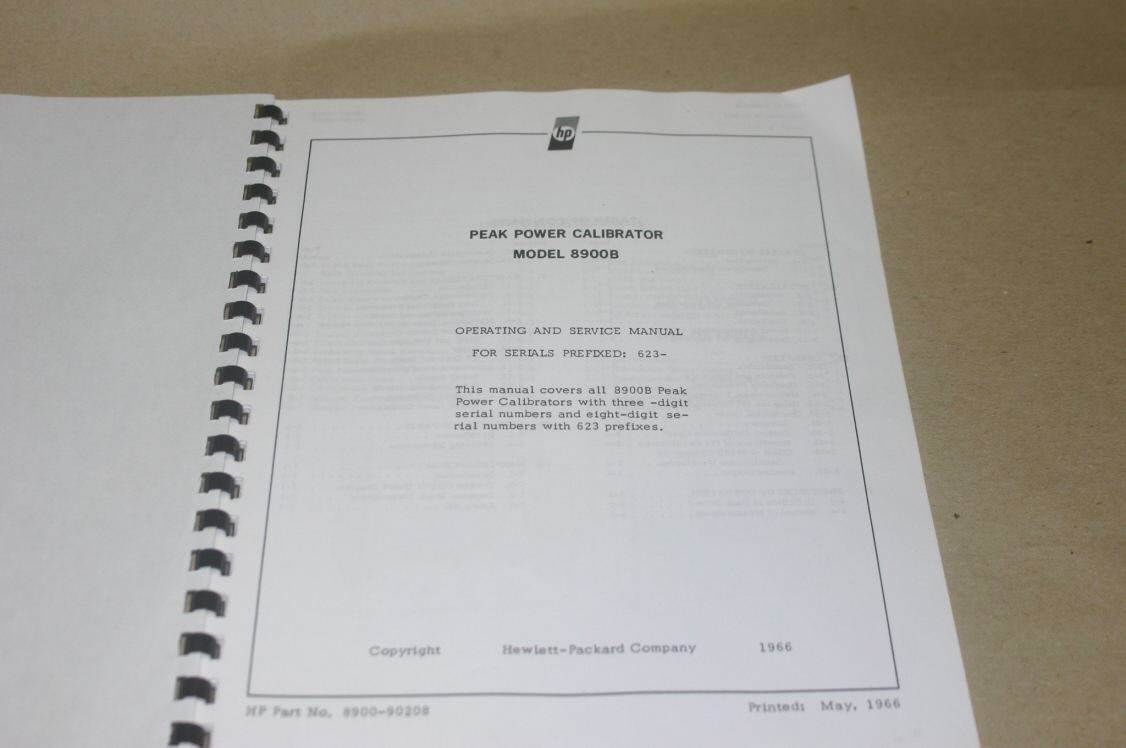 hp
PEAK POWER CALIBRATOR
MODEL 8900B
OPERATING AND SERVICE MANUAL
FOR SERIALS PREFIXED: 623-
This manual covers all 8900B Peak
Power Calibrators with three -digit
serial numbers and eight-digit se-
rial numbers with 623 prefixes.
Copyright Hewlett-Packard Company 1966
HP Part No. 8900-90208 Printed: May, 1966